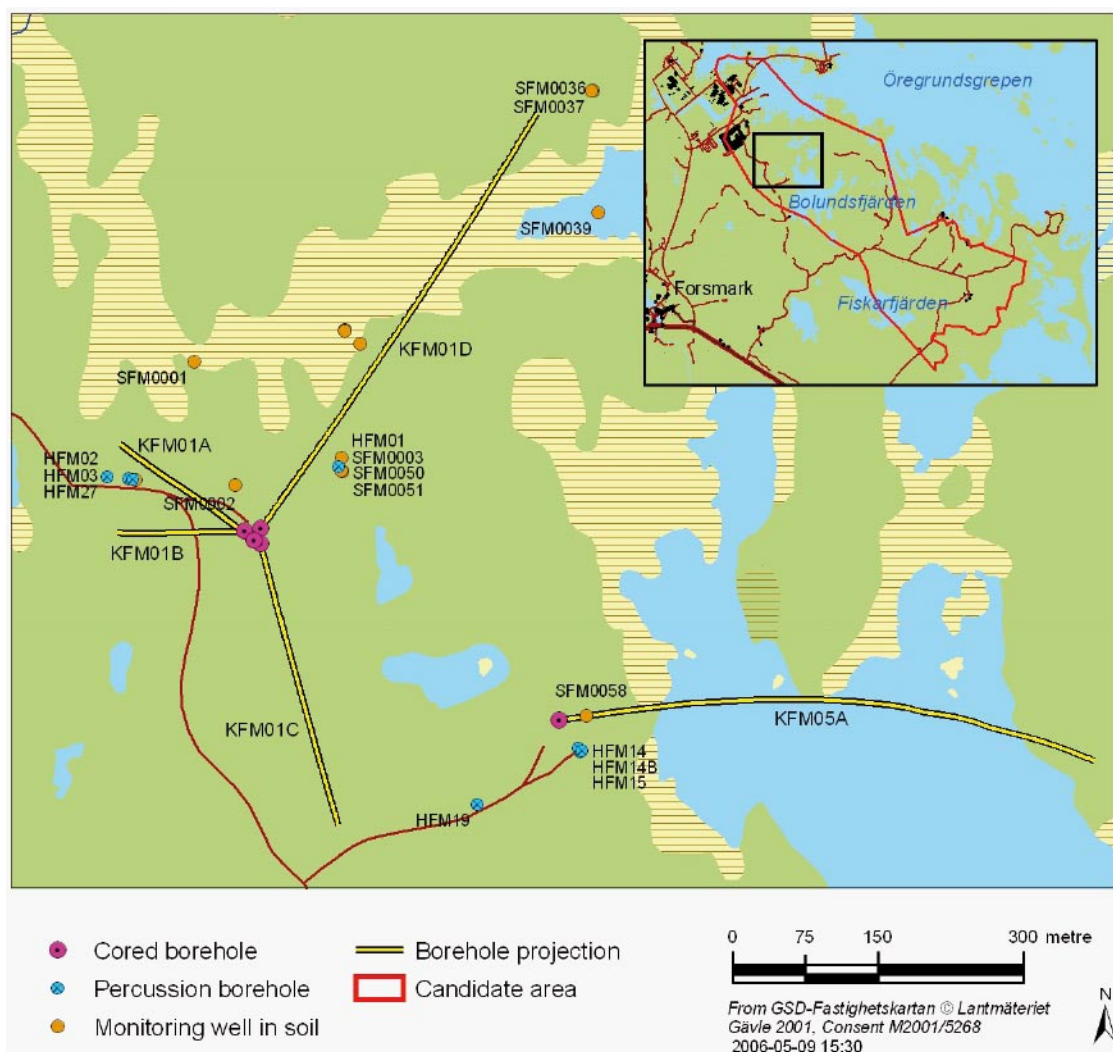 SFM0036
SFM0037
Öregrundsgrepen
SFM0039
Bolundsfjärden
Forsmark
Fiskarfjärden
KFM01D
SFM0001
KFM01A
HFM01
SFM0003
SFM0050
SFM0051
HFM02
HFM03
HFM27
SFM0002
KFM01B
SFM0058
KFM05A
KFM01C
HFM14
HFM14B
HFM15
HFM19
Cored borehole
Percussion borehole
Monitoring well in soil
Borehole projection
Candidate area
0 75 150 300 metre
From GSD-Fastighetskartan © Lantmäteriet
Gävle 2001, Consent M2001/5268
2006-05-09 15:30
N